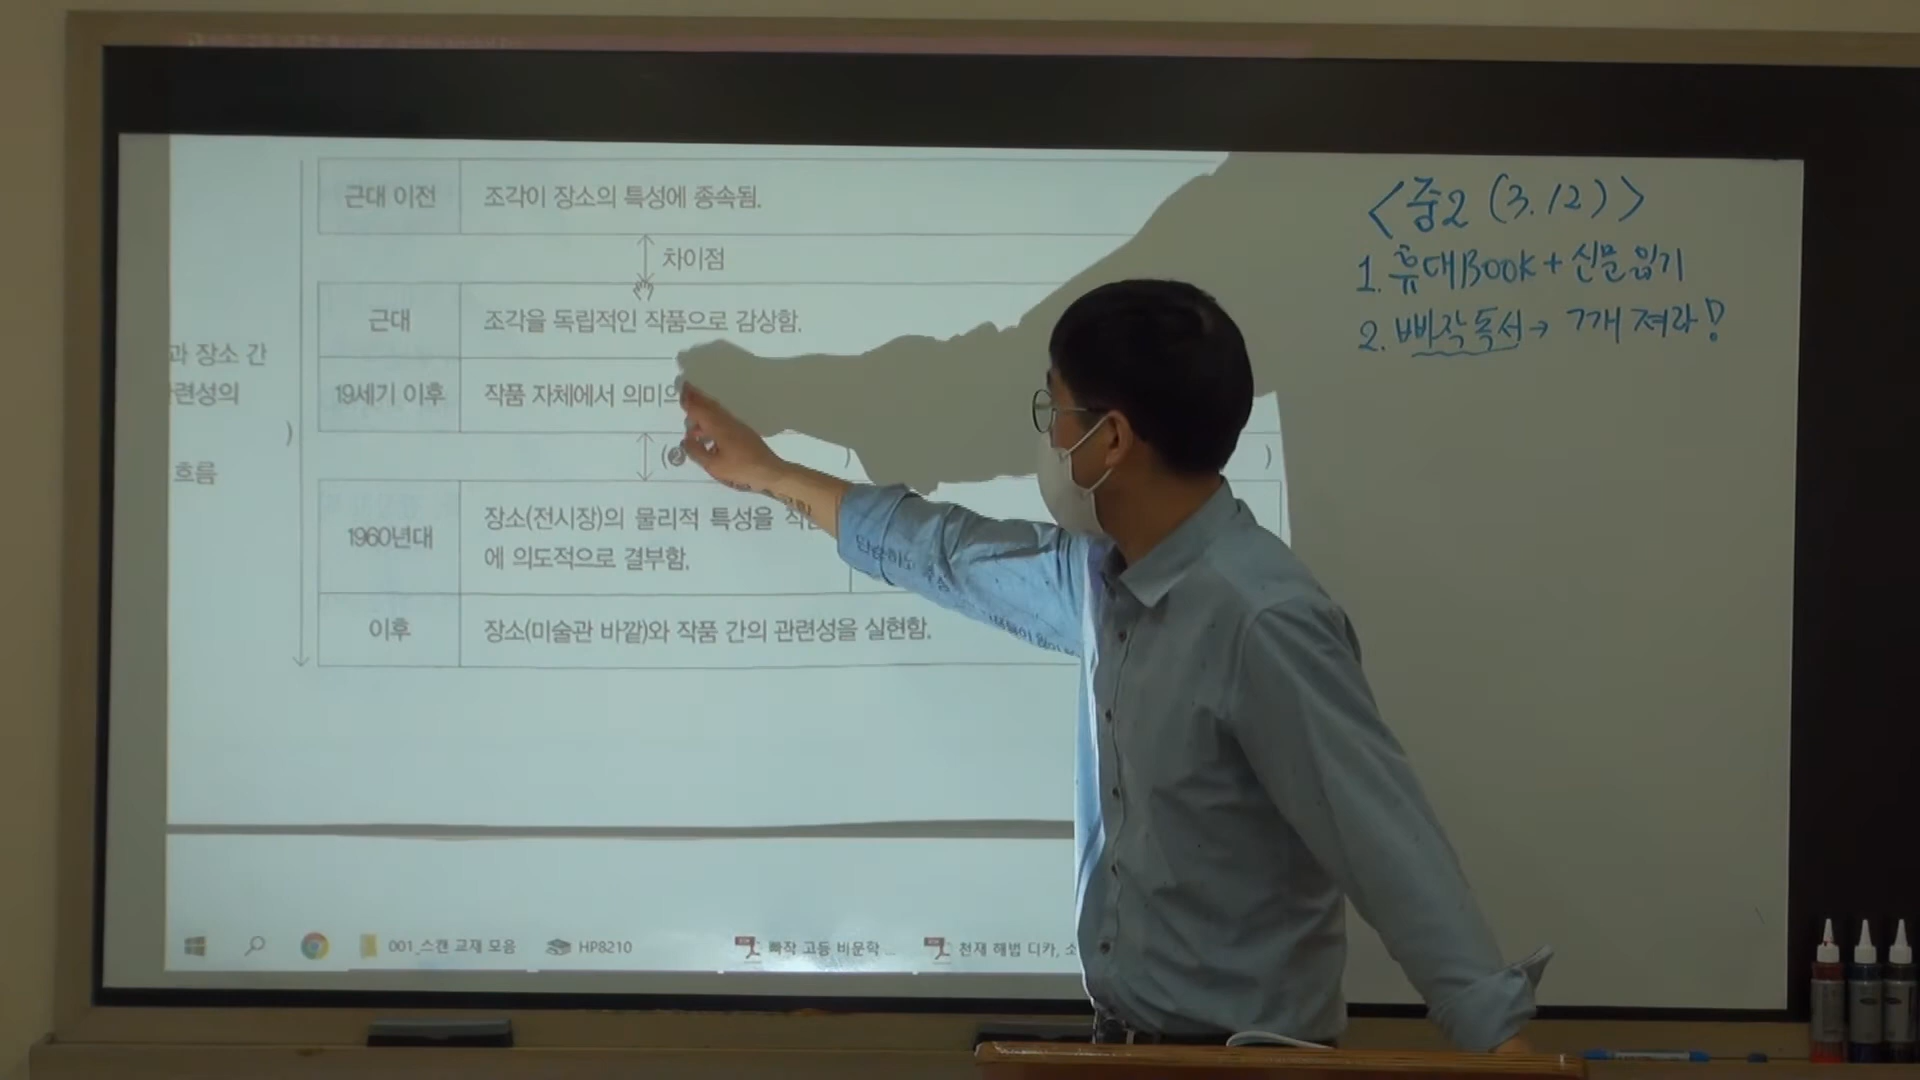 근대 이전 조각이 장소의 특성에 종속됨.
차이점
근대 조각을 독립적인 작품으로 감상함.
과 장소 간
19세기 이후 작품 자체에서 의미
련성의
)
(❷ ) )
흐름
1960년대 장소(전시장)의 물리적 특성을
에 의도적으로 결부함.
이후 장소(미술관 바깥)와 작품 간의 관련성을 실현함.
001_스캔 교재 모음 HP8210 빠작 고등 비문학 ... 천재 해법 디카, 소
<중2 (3.12)>
1. 휴대BOOK + 신문 읽기
2. 빠작 독서 → 7개 져라!